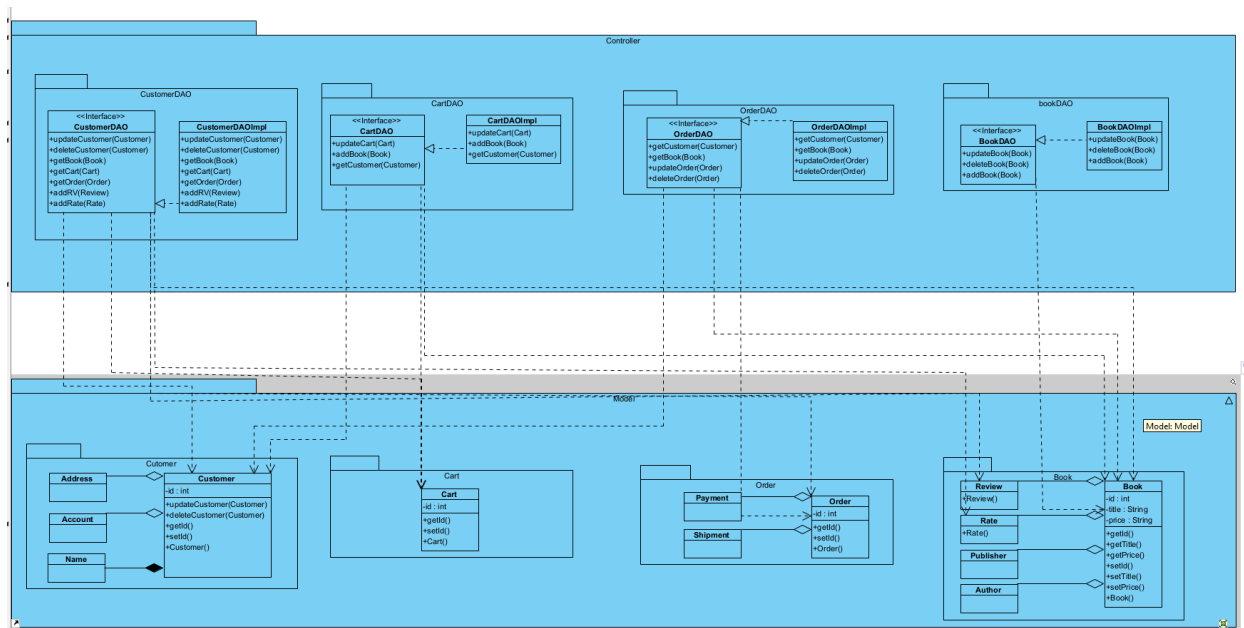 Controller
CustomerDAO
<<Interface>>
CustomerDAO
+updateCustomer(Customer)
+deleteCustomer(Customer)
+getBook(Book)
+getCart(Cart)
+getOrder(Order)
+addRV(Review)
+addRate(Rate)
CustomerDAOImpl
+updateCustomer(Customer)
+deleteCustomer(Customer)
+getBook(Book)
+getCart(Cart)
+getOrder(Order)
+addRV(Review)
+addRate(Rate)
CartDAO
<<Interface>>
CartDAO
+updateCart(Cart)
+addBook(Book)
+getCustomer(Customer)
CartDAOImpl
+updateCart(Cart)
+addBook(Book)
+getCustomer(Customer)
OrderDAO
<<Interface>>
OrderDAO
+getCustomer(Customer)
+getBook(Book)
+updateOrder(Order)
+deleteOrder(Order)
OrderDAOImpl
+getCustomer(Customer)
+getBook(Book)
+updateOrder(Order)
+deleteOrder(Order)
bookDAO
<<Interface>>
BookDAO
+updateBook(Book)
+deleteBook(Book)
+addBook(Book)
BookDAOImpl
+updateBook(Book)
+deleteBook(Book)
+addBook(Book)
Model
Model: Model
Cutomer
Address
Account
Name
Customer
-id : int
+updateCustomer(Customer)
+deleteCustomer(Customer)
+getId()
+setId()
+Customer()
Cart
Cart
-id : int
+getId()
+setId()
+Cart()
Order
Payment
Shipment
Order
-id : int
+getId()
+setId()
+Order()
Book
Review
+Review()
Rate
+Rate()
Publisher
Author
Book
-id : int
-title : String
-price : String
+getId()
+getTitle()
+getPrice()
+setId()
+setTitle()
+setPrice()
+Book()